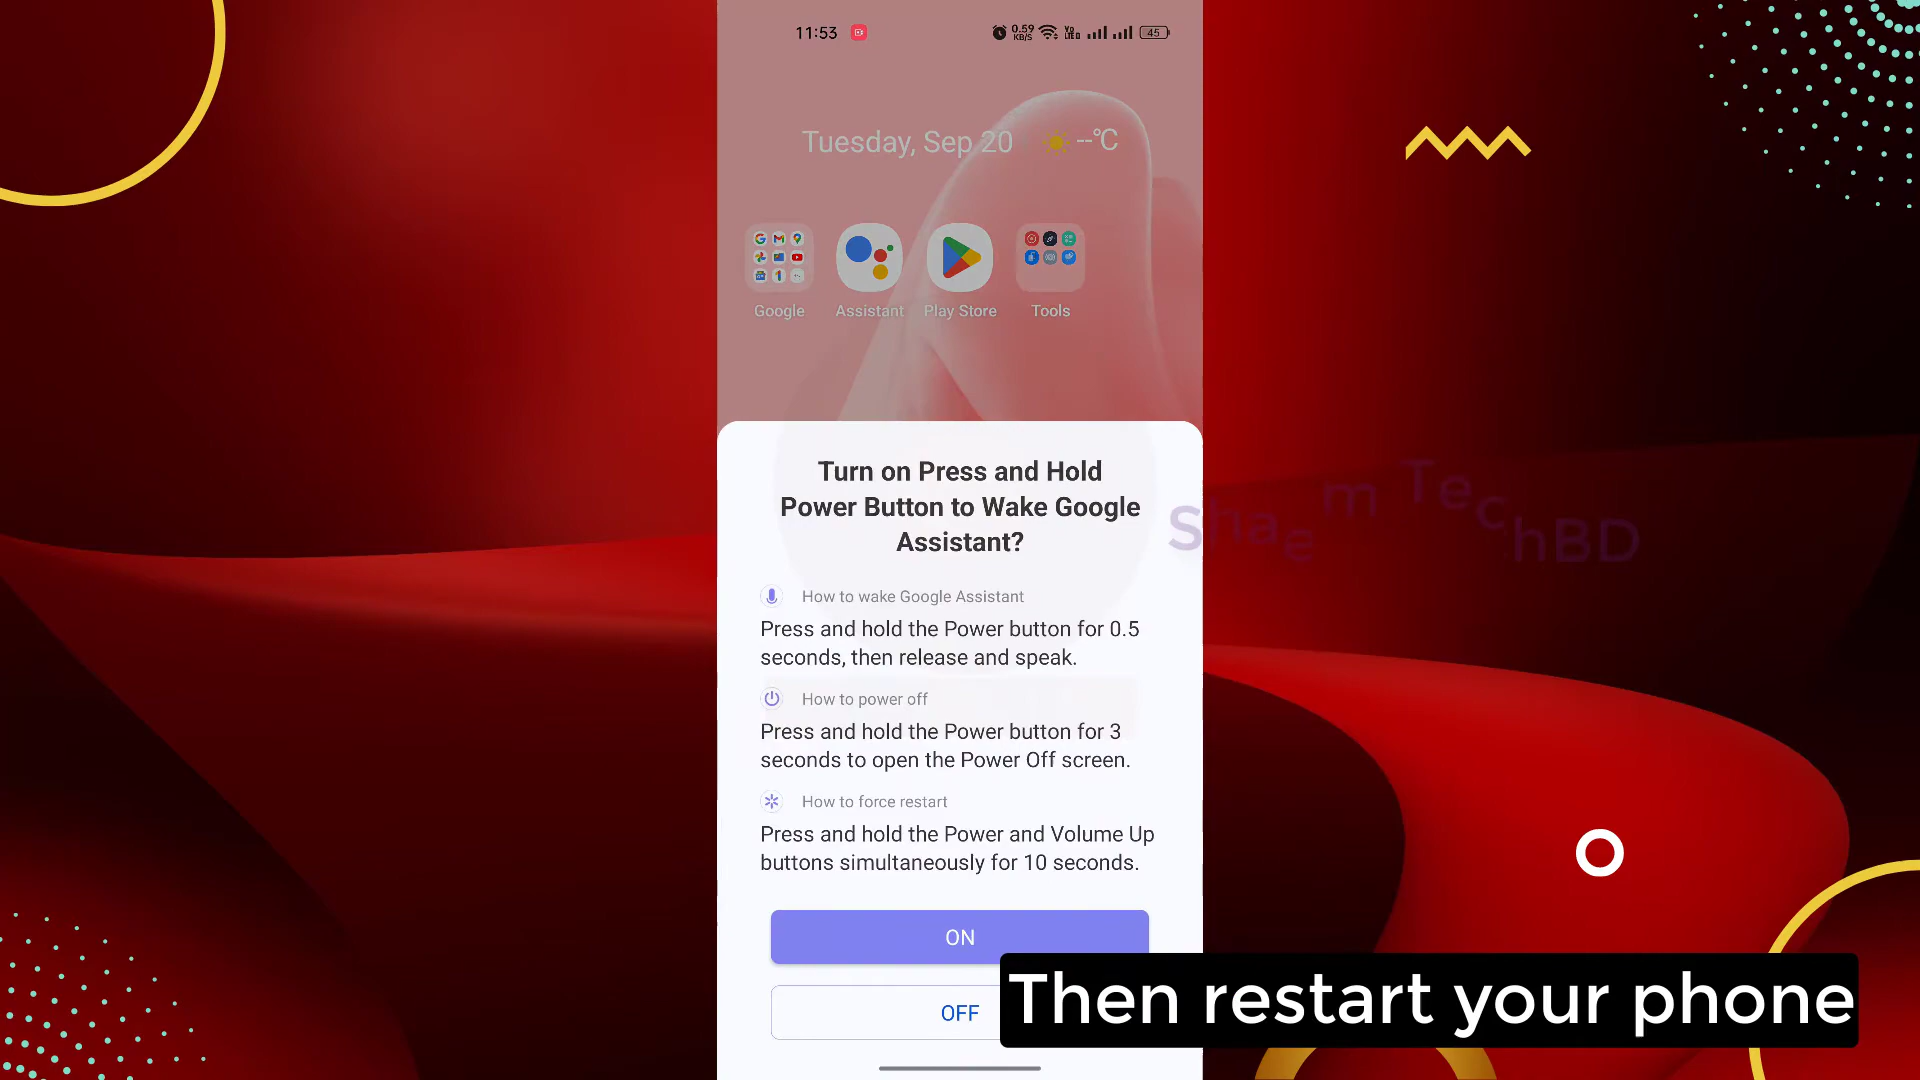 11:53
0.59
KB/S
45
Tuesday, Sep 20
--°C
Google
Assistant
Play Store
Tools
Turn on Press and Hold
Power Button to Wake Google
Assistant?
How to wake Google Assistant
Press and hold the Power button for 0.5
seconds, then release and speak.
How to power off
Press and hold the Power button for 3
seconds to open the Power Off screen.
How to force restart
Press and hold the Power and Volume Up
buttons simultaneously for 10 seconds.
ON
OFF
Then restart your phone